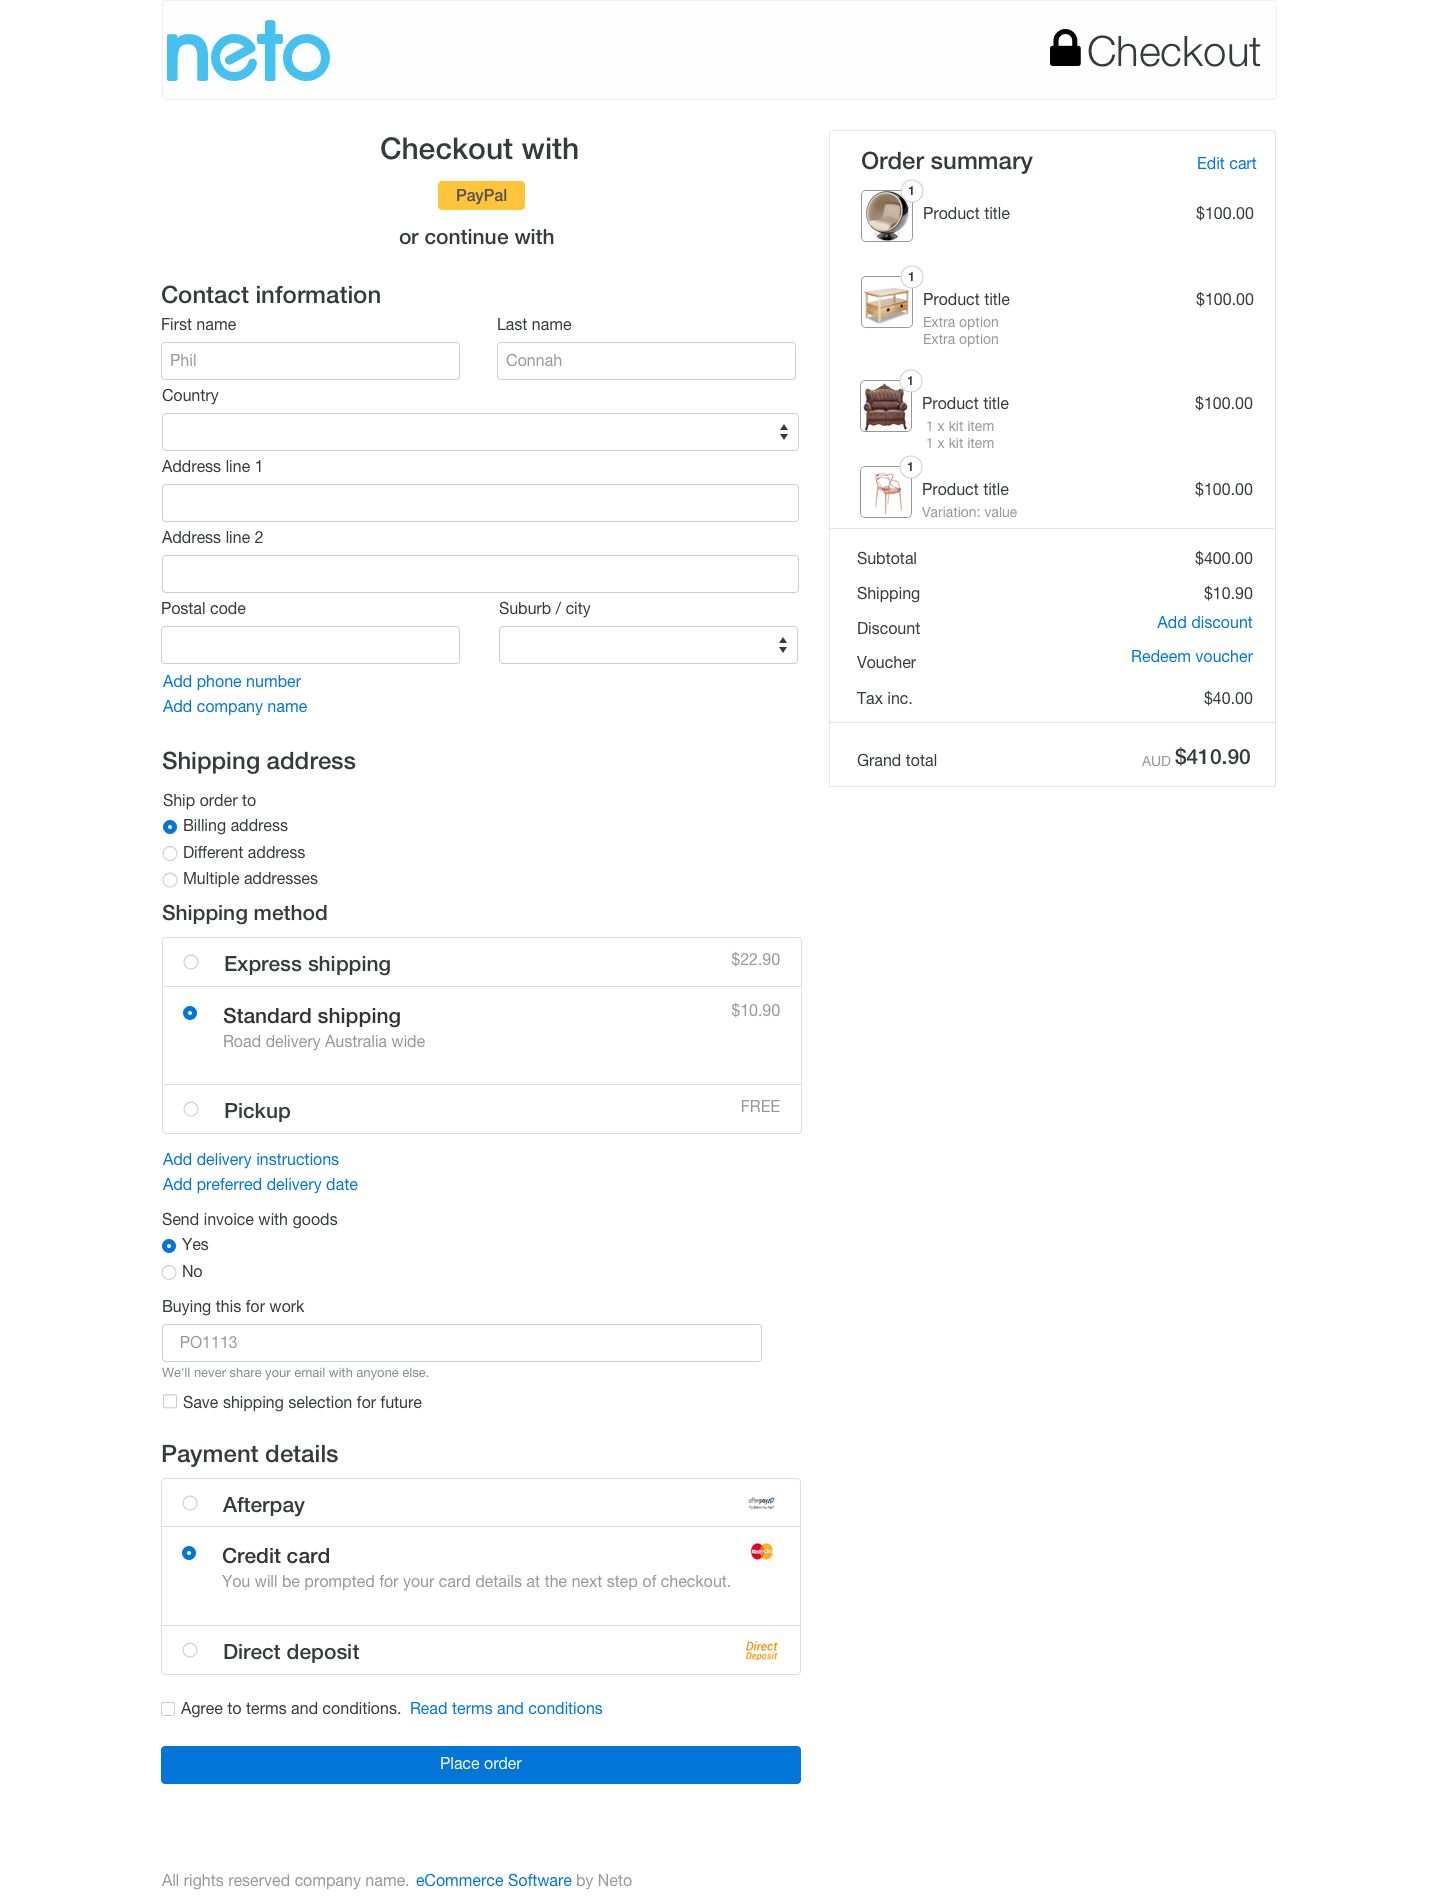 neto
Checkout
Checkout with
PayPal
or continue with
Contact information
First name
Last name
Phil
Connah
Country
Address line 1
Address line 2
Postal code
Suburb / city
Add phone number
Add company name
Shipping address
Ship order to
Billing address
Different address
Multiple addresses
Shipping method
Express shipping
$22.90
Standard shipping
$10.90
Road delivery Australia wide
Pickup
FREE
Add delivery instructions
Add preferred delivery date
Send invoice with goods
Yes
No
Buying this for work
PO1113
We'll never share your email with anyone else.
Save shipping selection for future
Payment details
Afterpay
afterpay
Credit card
MasterCard
You will be prompted for your card details at the next step of checkout.
Direct deposit
Direct
Deposit
Agree to terms and conditions. Read terms and conditions
Place order
Order summary
Edit cart
1
Product title
$100.00
1
Product title
$100.00
Extra option
Extra option
1
Product title
$100.00
1 x kit item
1 x kit item
1
Product title
$100.00
Variation: value
Subtotal
$400.00
Shipping
$10.90
Discount
Add discount
Voucher
Redeem voucher
Tax inc.
$40.00
Grand total
AUD $410.90
All rights reserved company name. eCommerce Software by Neto